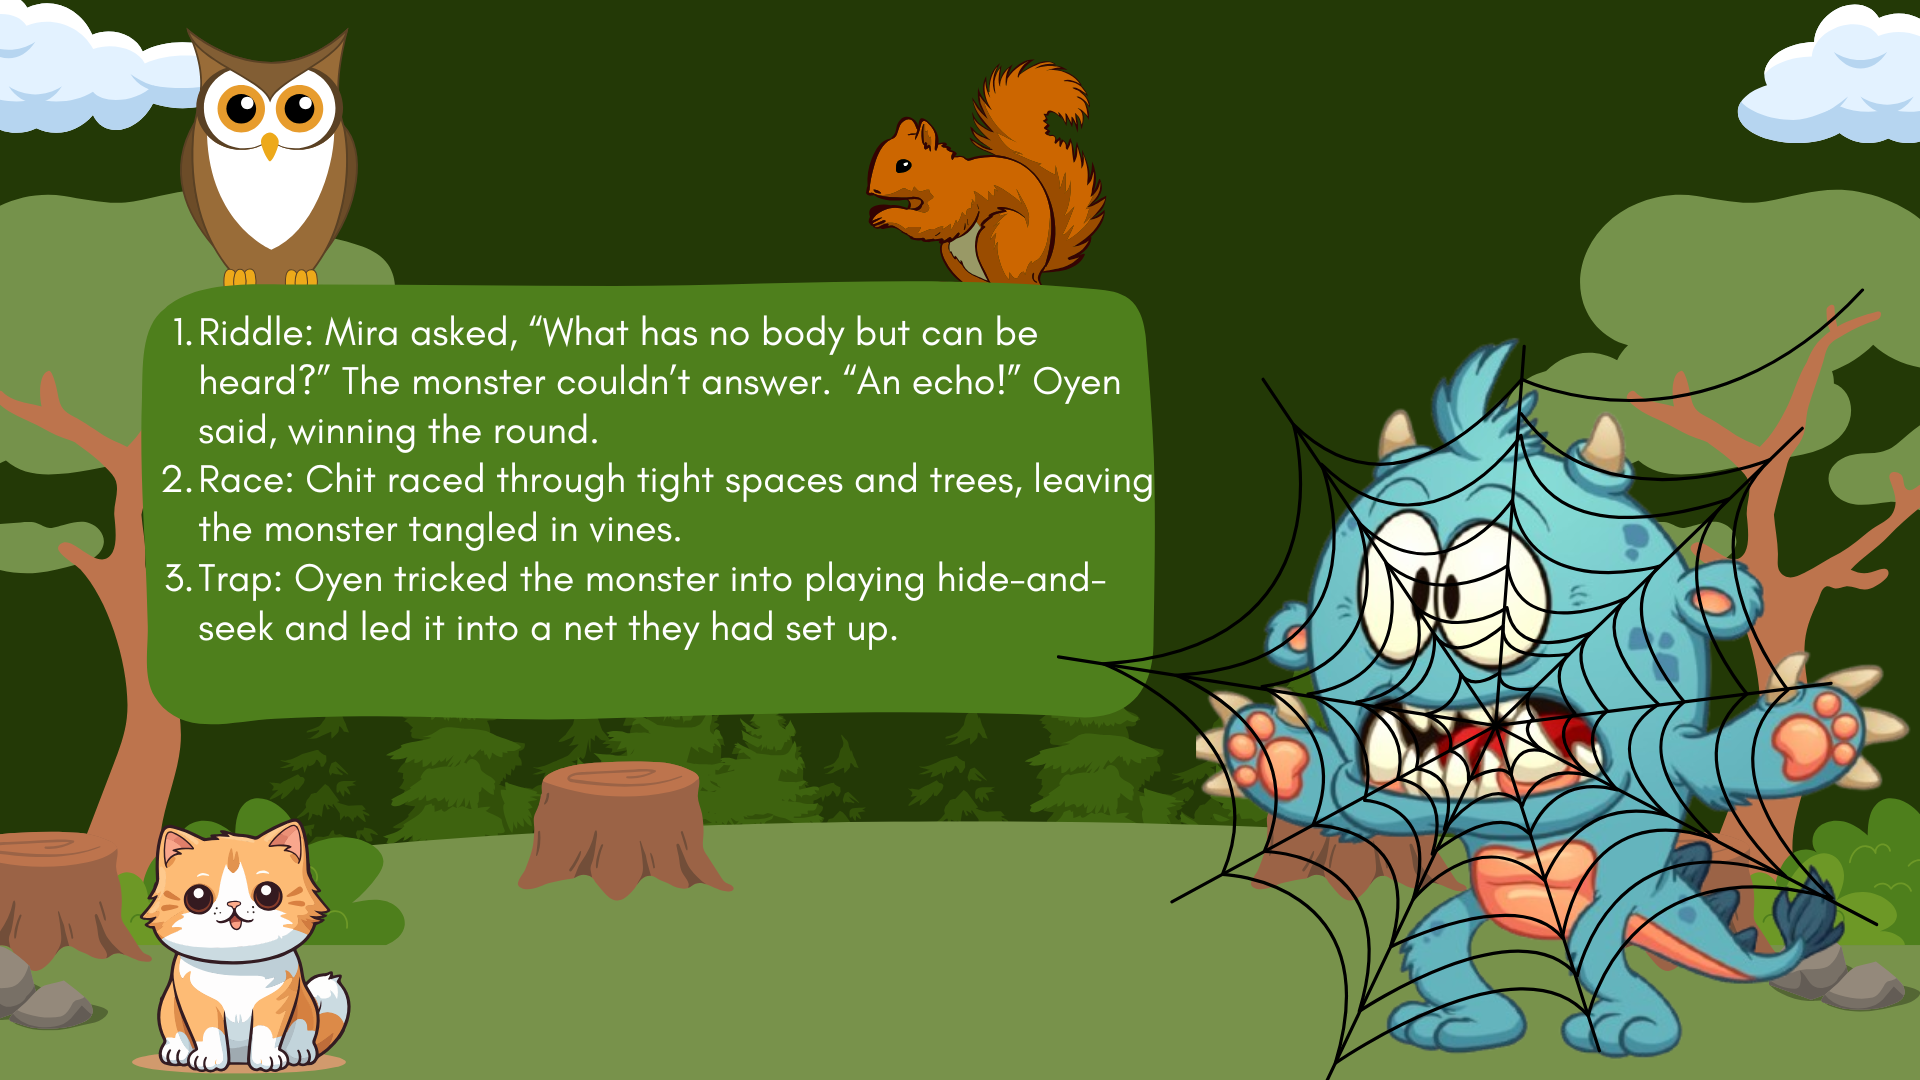 1. Riddle: Mira asked, “What has no body but can be
heard?” The monster couldn’t answer. “An echo!” Oyen
said, winning the round.
2. Race: Chit raced through tight spaces and trees, leaving
the monster tangled in vines.
3. Trap: Oyen tricked the monster into playing hide-and-
seek and led it into a net they had set up.